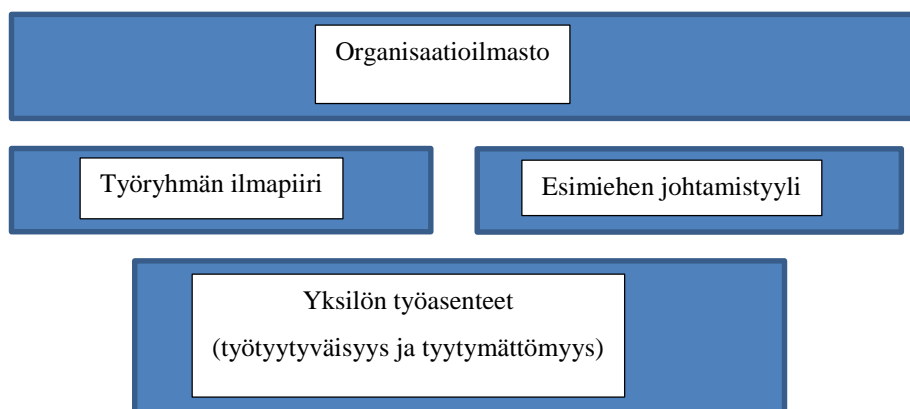 Organisaatioilmasto
Työryhmän ilmapiiri
Esimiehen johtamistyyli
Yksilön työasenteet
(työtyytyväisyys ja tyytymättömyys)